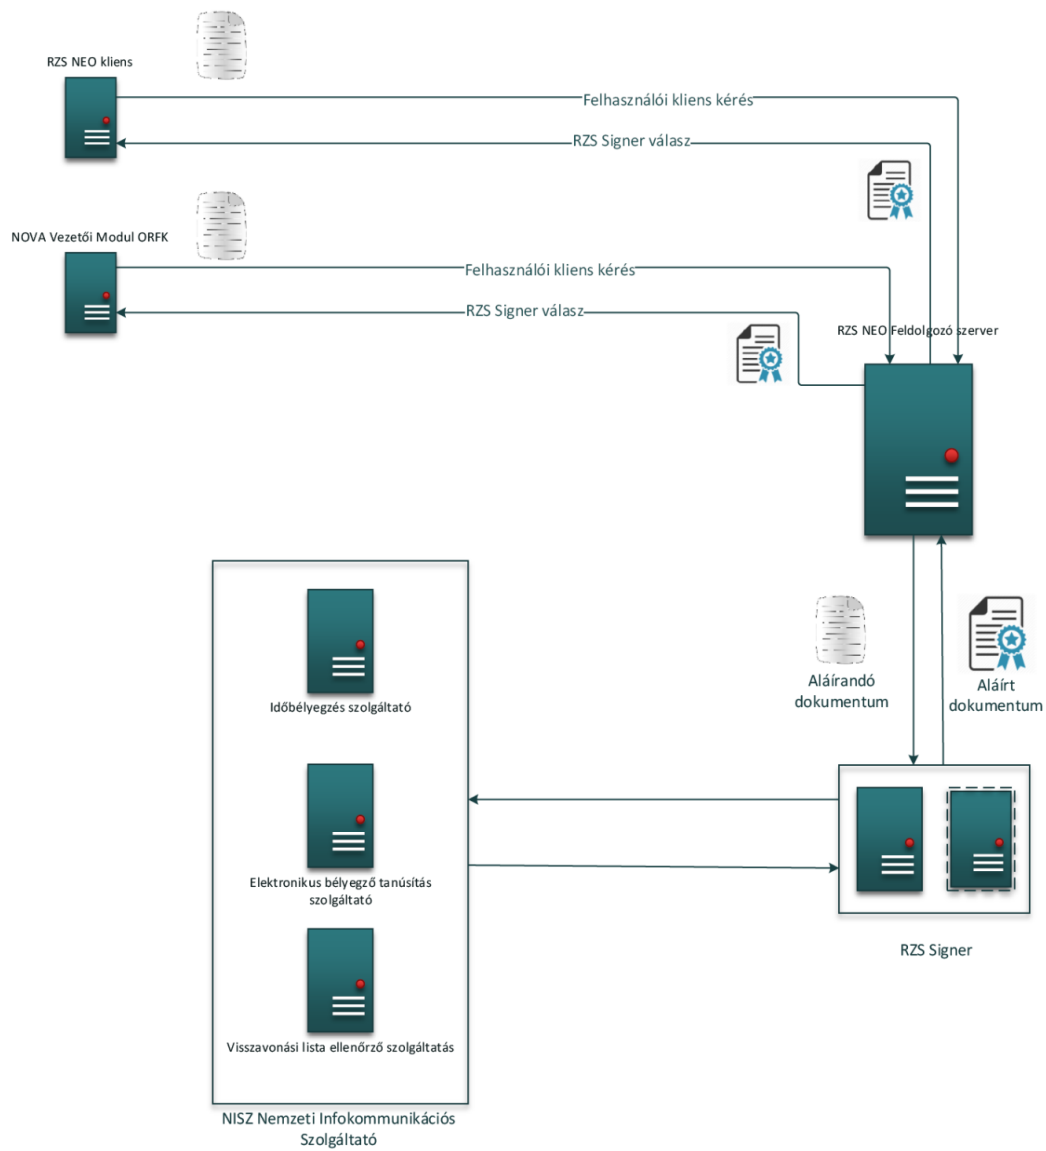 RZS NEO kliens
Felhasználói kliens kérés
RZS Signer válasz
NOVA Vezetői Modul ORFK
Felhasználói kliens kérés
RZS Signer válasz
RZS NEO Feldolgozó szerver
Aláírandó
dokumentum
Aláírt
dokumentum
Időbélyegzés szolgáltató
Elektronikus bélyegző tanúsítás
szolgáltató
RZS Signer
Visszavonási lista ellenőrző szolgáltatás
NISZ Nemzeti Infokommunikációs
Szolgáltató